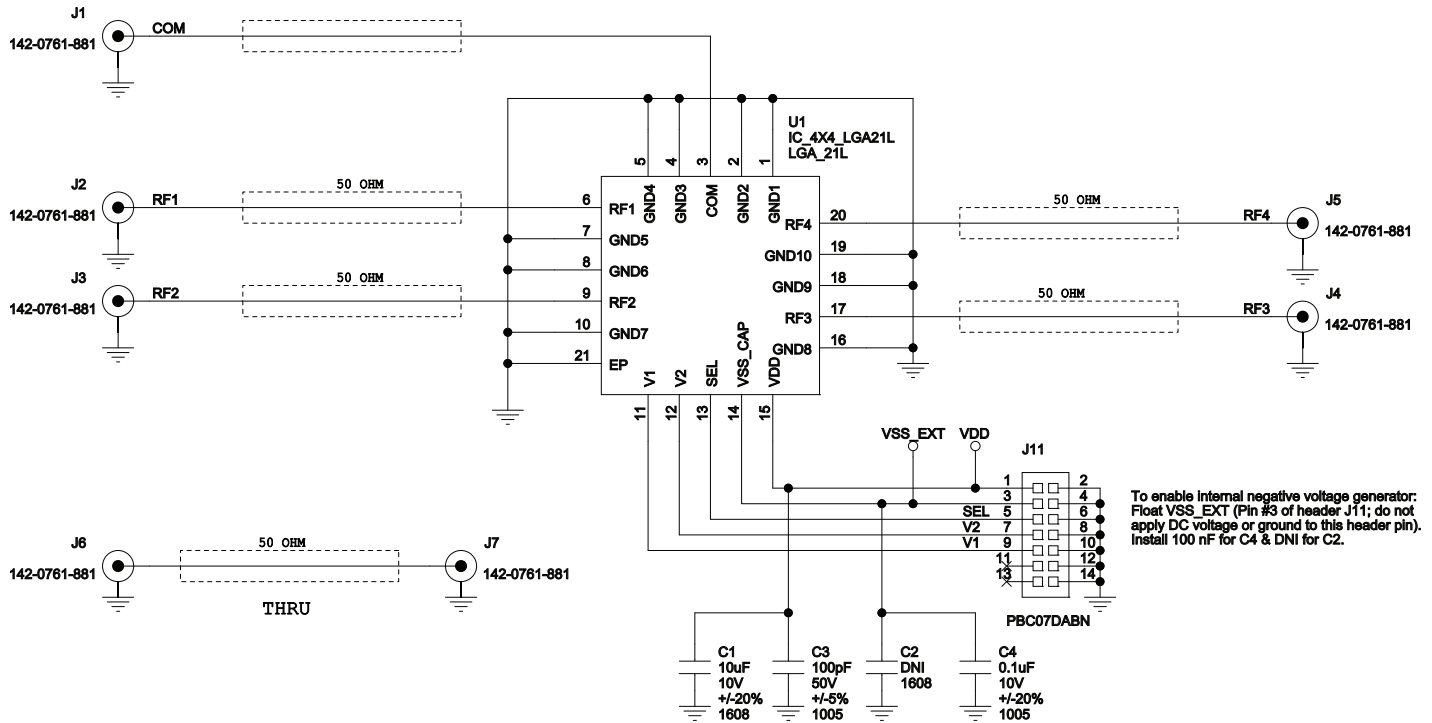 J1
142-0761-881
COM
U1
IC_4X4_LGA21L
LGA_21L
5
4
3
2
1
GND4
GND3
COM
GND2
GND1
J2
142-0761-881
RF1
50 OHM
6
RF1
7
GND5
8
GND6
J3
142-0761-881
RF2
50 OHM
9
RF2
10
GND7
21
EP
RF4
20
50 OHM
RF4
J5
142-0761-881
GND10
19
GND9
18
RF3
17
50 OHM
RF3
J4
142-0761-881
GND8
16
V1
V2
SEL
VSS_CAP
VDD
11
12
13
14
15
VSS_EXT
VDD
J11
1
2
3
4
SEL
5
6
V2
7
8
V1
9
10
11
12
13
14
PBC07DABN
To enable internal negative voltage generator:
Float VSS_EXT (Pin #3 of header J11; do not
apply DC voltage or ground to this header pin).
Install 100 nF for C4 & DNI for C2.
J6
142-0761-881
50 OHM
THRU
J7
142-0761-881
C1
10uF
10V
+/-20%
1608
C3
100pF
50V
+/-5%
1005
C2
DNI
1608
C4
0.1uF
10V
+/-20%
1005